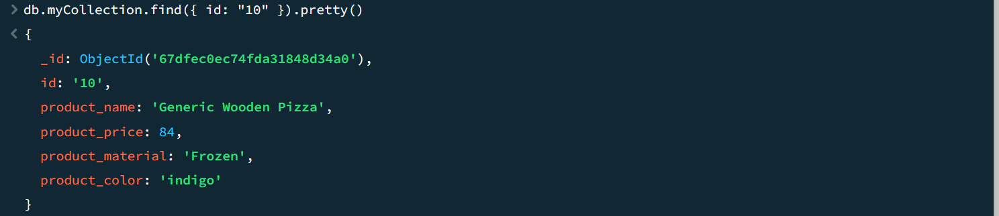 > db.myCollection.find({ id: "10" }).pretty()
< {
_id: ObjectId('67dfec0ec74fda31848d34a0'),
id: '10',
product_name: 'Generic Wooden Pizza',
product_price: 84,
product_material: 'Frozen',
product_color: 'indigo'
}